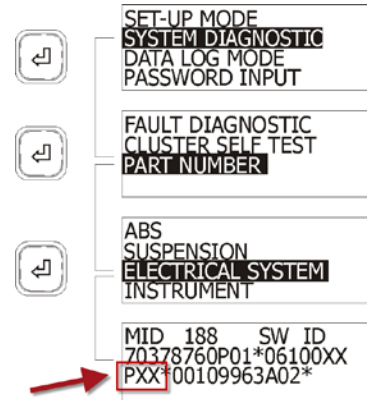 SET-UP MODE
SYSTEM DIAGNOSTIC
DATA LOG MODE
PASSWORD INPUT
FAULT DIAGNOSTIC
CLUSTER SELF TEST
PART NUMBER
ABS
SUSPENSION
ELECTRICAL SYSTEM
INSTRUMENT
MID 188 SW ID
70378760P01*06100XX
PXX*00109963A02*